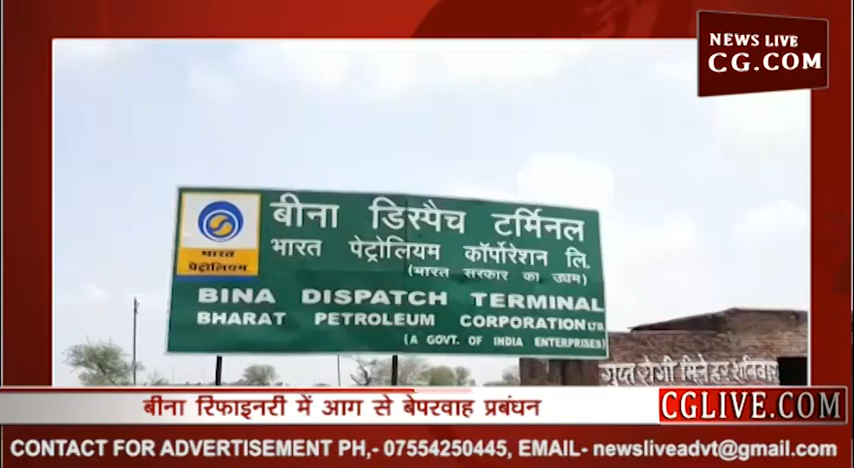 NEWS LIVE
CG.COM
भारत
पेट्रोलियम
बीना डिस्पैच टर्मिनल
भारत पेट्रोलियम कॉर्पोरेशन लि.
(भारत सरकार का उद्यम)
BINA DISPATCH TERMINAL
BHARAT PETROLEUM CORPORATION LTD.
(A GOVT. OF INDIA ENTERPRISES)
गुप्त रोगी मिले हर
बीना रिफाइनरी में आग से बेपरवाह प्रबंघन
CGLIVE.COM
CONTACT FOR ADVERTISEMENT PH,- 07554250445, EMAIL- newsliveadvt@gmail.com